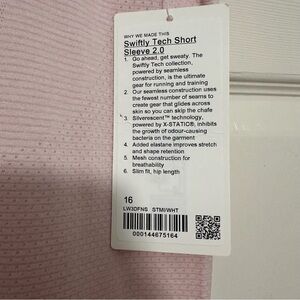 WHY WE MADE THIS
Swiftly Tech Short
Sleeve 2.0
1. Go ahead, get sweaty. The
Swiftly Tech collection,
powered by seamless
construction, is the ultimate
gear for running and training
2. Our seamless construction uses
the fewest number of seams to
create gear that glides across
skin so you can skip the chafe
3. Silverescent™ technology,
powered by X-STATIC®, inhibits
the growth of odour-causing
bacteria on the garment
4. Added elastane improves stretch
and shape retention
5. Mesh construction for
breathability
6. Slim fit, hip length
16
LW3DFNS STMI/WHT
000144675164